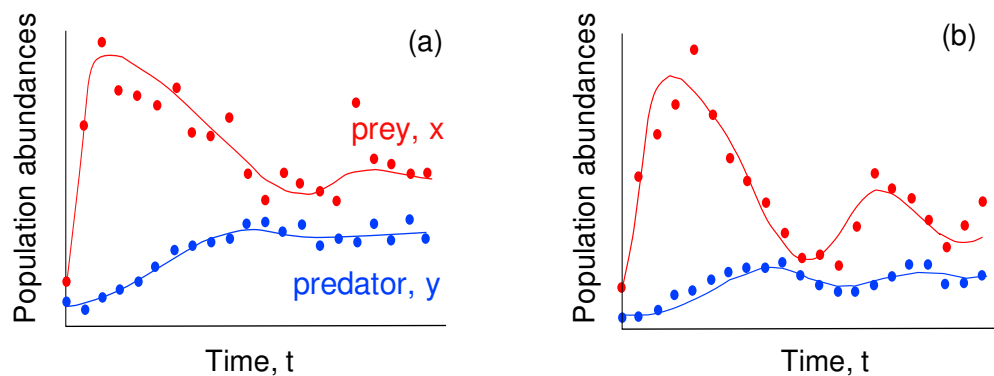 Population abundances
(a)
prey, x
predator, y
Time, t
Population abundances
(b)
Time, t